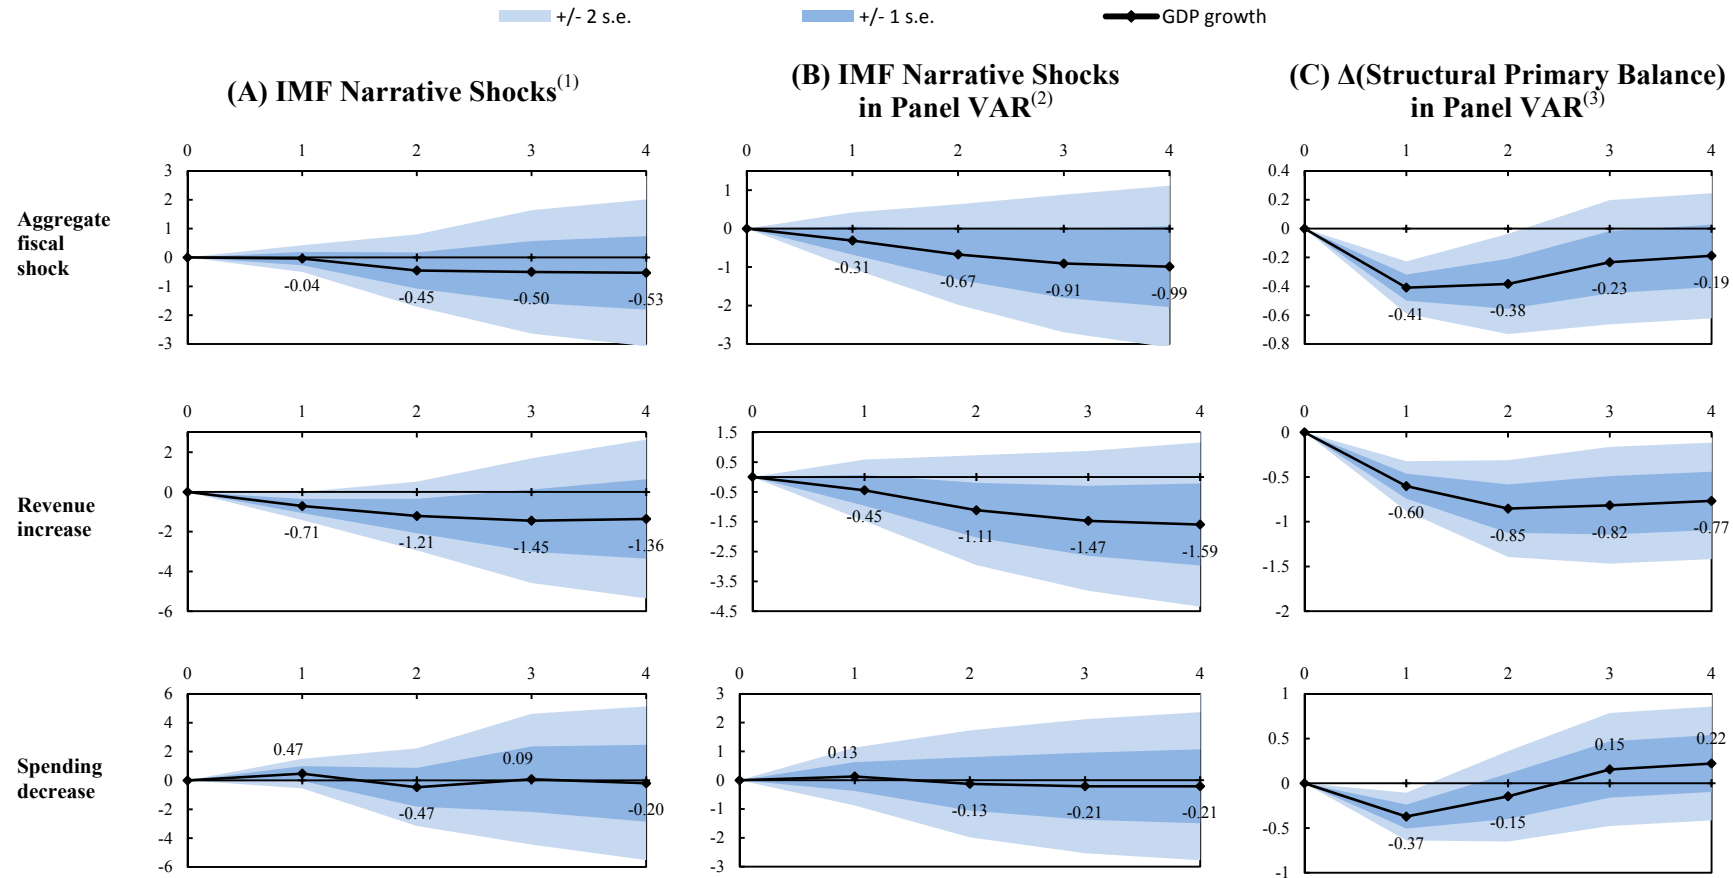 +/- 2 s.e. +/- 1 s.e. GDP growth
(A) IMF Narrative Shocks(1)
(B) IMF Narrative Shocks
in Panel VAR(2)
(C) Δ(Structural Primary Balance)
in Panel VAR(3)
Aggregate
fiscal
shock
0 1 2 3 4
3
2
1
0
-1
-2
-3
-0.04 -0.45 -0.50 -0.53
0 1 2 3 4
1
0
-1
-2
-3
-0.31 -0.67 -0.91 -0.99
0 1 2 3 4
0.4
0.2
0
-0.2
-0.4
-0.6
-0.8
-0.41 -0.38 -0.23 -0.19
Revenue
increase
0 1 2 3 4
2
0
-2
-4
-6
-0.71 -1.21 -1.45 -1.36
0 1 2 3 4
1.5
0.5
-0.5
-1.5
-2.5
-3.5
-4.5
-0.45 -1.11 -1.47 -1.59
0 1 2 3 4
0
-0.5
-1
-1.5
-2
-0.60 -0.85 -0.82 -0.77
Spending
decrease
0 1 2 3 4
6
4
2
0
-2
-4
-6
0.47 -0.47 0.09 -0.20
0 1 2 3 4
3
2
1
0
-1
-2
-3
0.13 -0.13 -0.21 -0.21
0 1 2 3 4
1
0.5
0
-0.5
-1
-0.37 -0.15 0.15 0.22